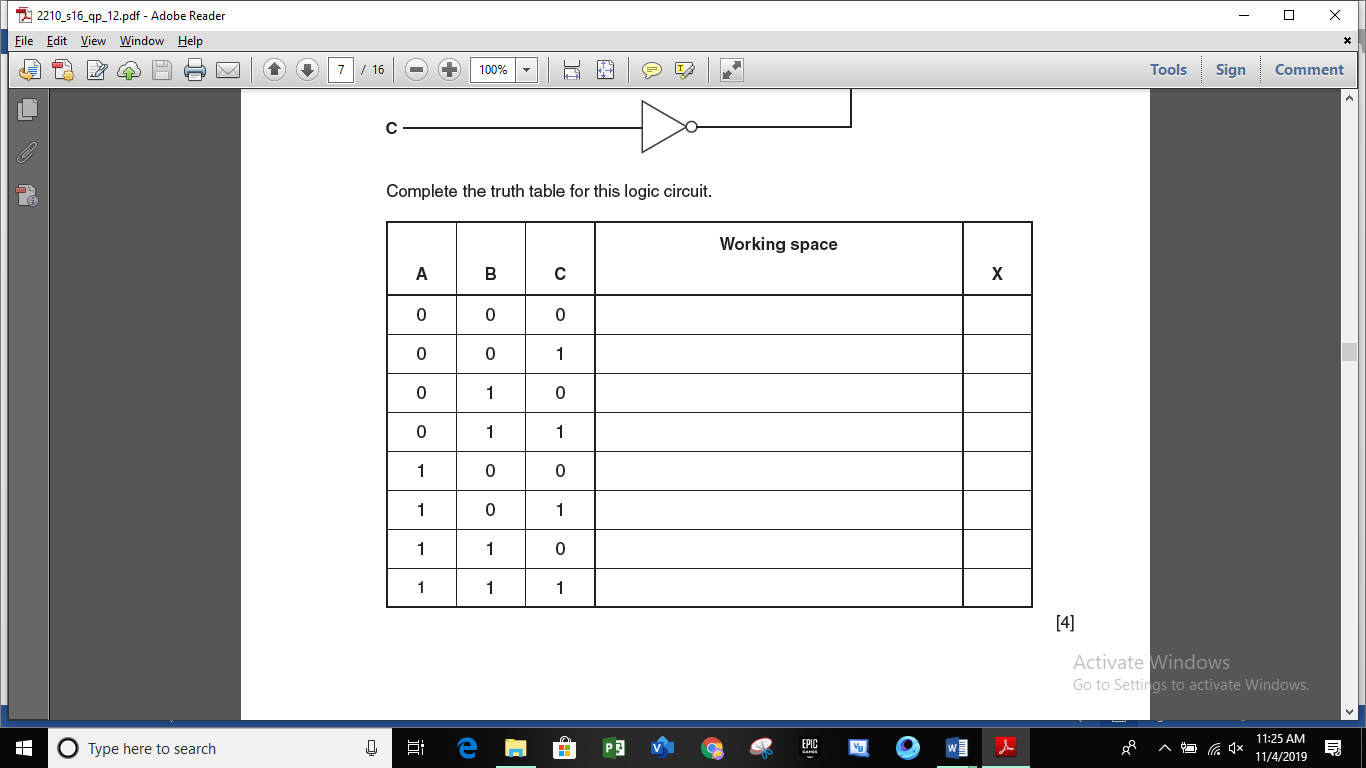 2210_s16_qp_12.pdf - Adobe Reader
File Edit View Window Help
7 / 16 100% Tools Sign Comment
C
Complete the truth table for this logic circuit.
A B C Working space X
0 0 0
0 0 1
0 1 0
0 1 1
1 0 0
1 0 1
1 1 0
1 1 1
[4]
Activate Windows
Go to Settings to activate Windows.
Type here to search
11:25 AM
11/4/2019